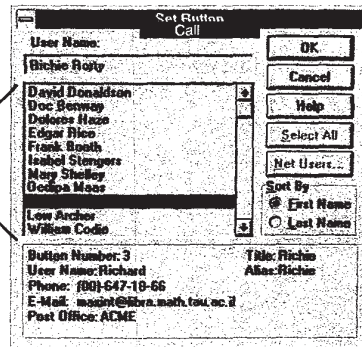 Set Button
Call
User Name:
Richie Rosty
OK
Cancel
Help
Select All
Net Users...
David Donaldson
Doc Benway
Dolores Haze
Edgar Rice
Frank Booth
Isabel Stengers
Mary Shelley
Oedipa Maas
Lew Archer
William Codie
Sort By
First Name
Last Name
Button Number: 3
Title: Richie
User Name: Richard
Alias: Richie
Phone: (00)-647-18-66
E-Mail: maxint@libra.math.tau.ac.il
Post Office: ACME